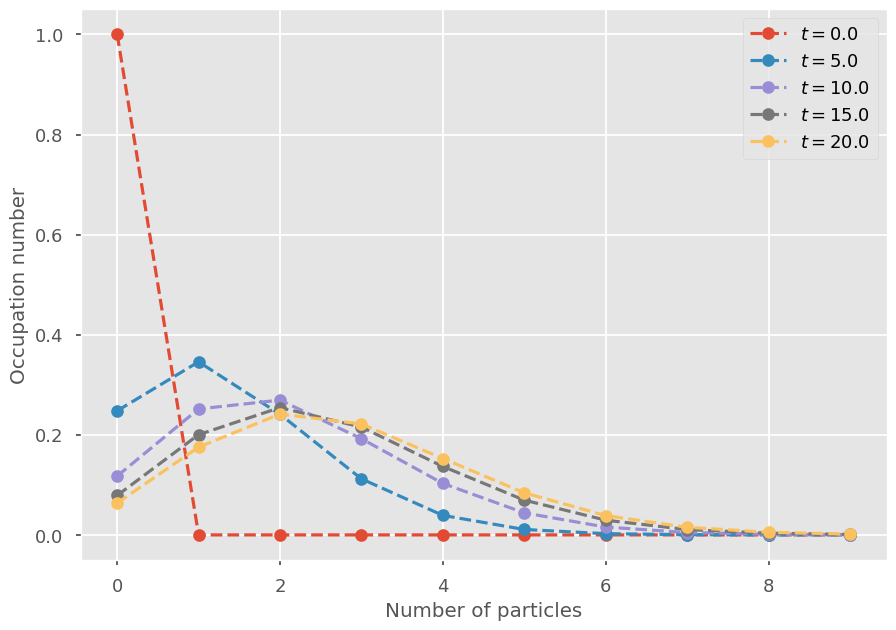 1.0
0.8
0.6
0.4
0.2
0.0
Occupation number
0 2 4 6 8
Number of particles
t = 0.0
t = 5.0
t = 10.0
t = 15.0
t = 20.0